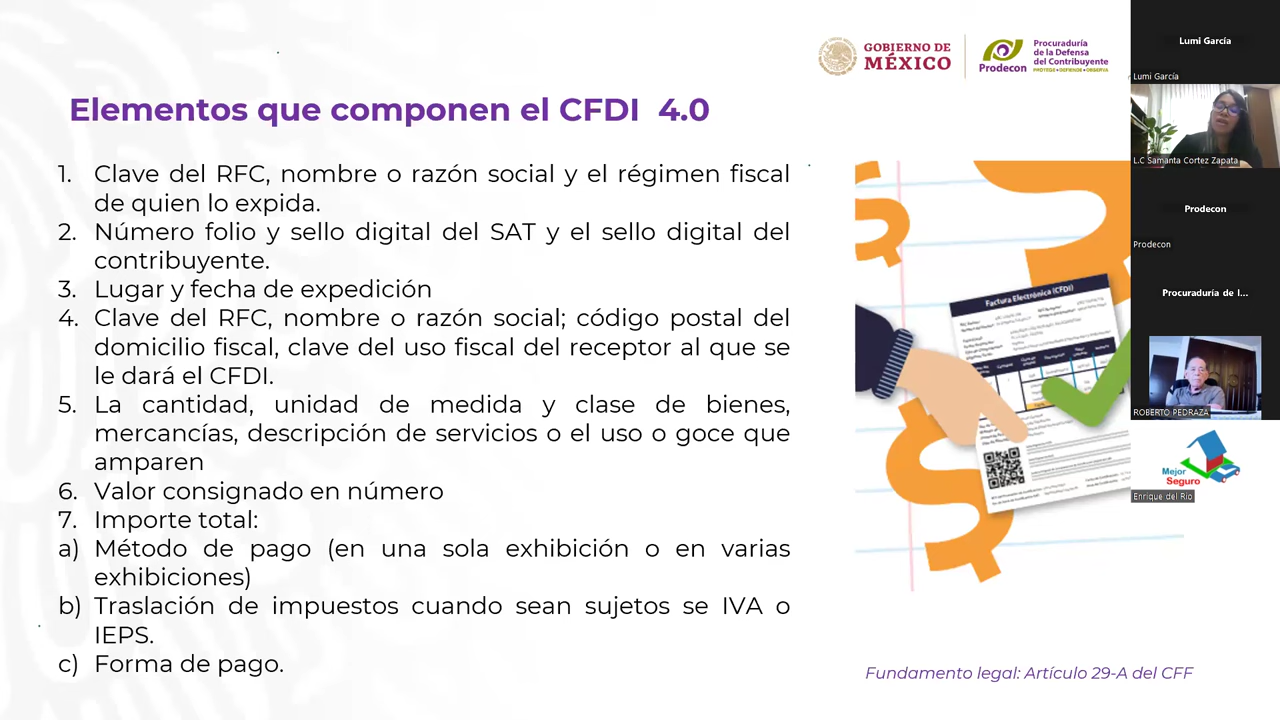 GOBIERNO DE
MÉXICO
Prodecon
Procuraduría
de la Defensa
del Contribuyente
PROTEGE • DEFIENDE • OBSERVA
Elementos que componen el CFDI 4.0
1. Clave del RFC, nombre o razón social y el régimen fiscal
de quien lo expida.
2. Número folio y sello digital del SAT y el sello digital del
contribuyente.
3. Lugar y fecha de expedición
4. Clave del RFC, nombre o razón social; código postal del
domicilio fiscal, clave del uso fiscal del receptor al que se
le dará el CFDI.
5. La cantidad, unidad de medida y clase de bienes,
mercancías, descripción de servicios o el uso o goce que
amparen
6. Valor consignado en número
7. Importe total:
a) Método de pago (en una sola exhibición o en varias
exhibiciones)
b) Traslación de impuestos cuando sean sujetos se IVA o
IEPS.
c) Forma de pago.
Factura Electrónica (CFDI)
Fundamento legal: Artículo 29-A del CFF
Lumi García
Lumi García
L.C Samanta Cortez Zapata
Prodecon
Prodecon
Procuraduría de l...
ROBERTO PEDRAZA
Mejor
Seguro
Enrique del Rio